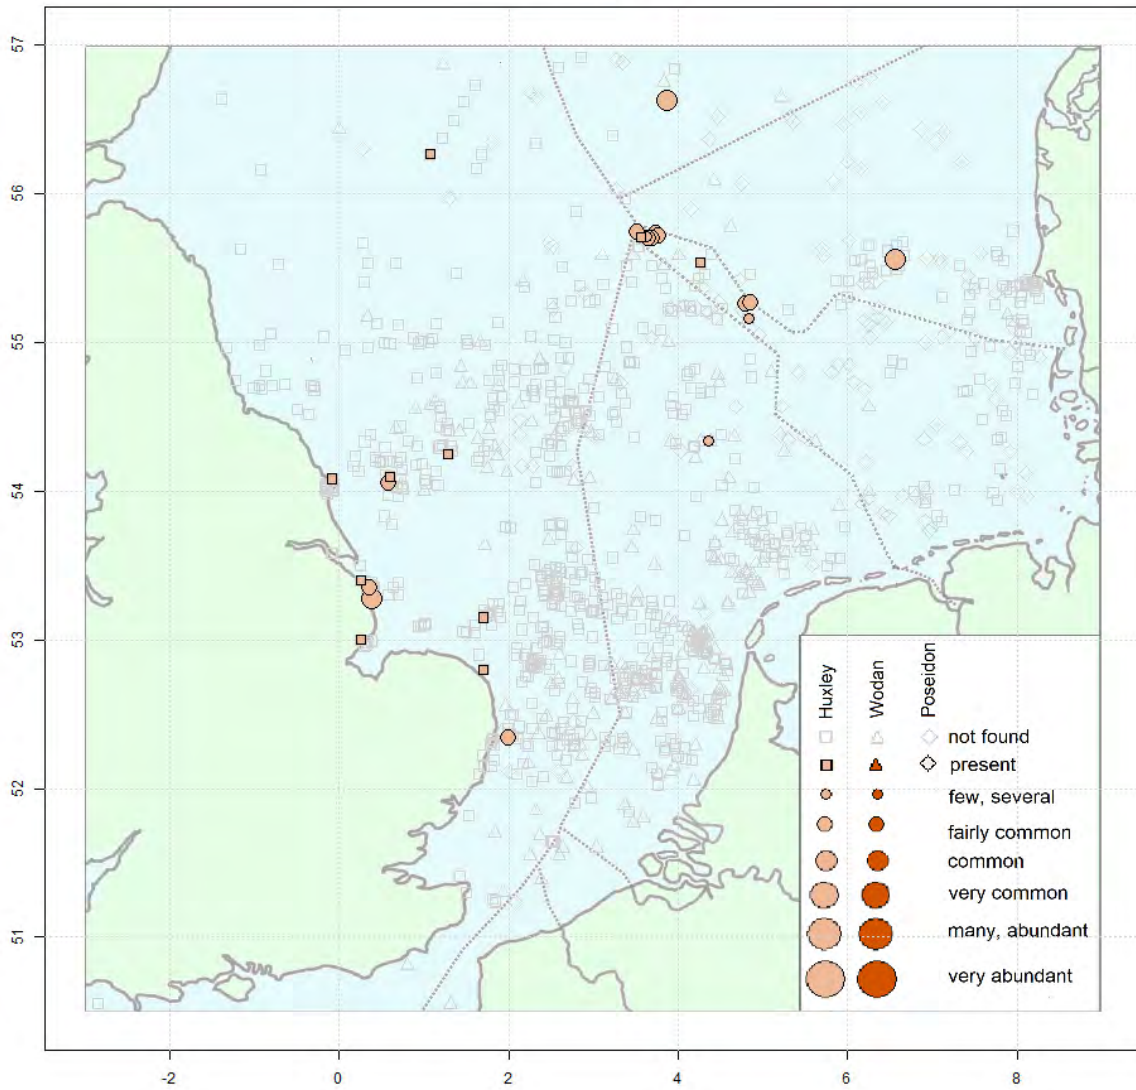 57
56
55
54
53
52
51
Huxley
Wodan
Poseidon
not found
present
few, several
fairly common
common
very common
many, abundant
very abundant
-2
0
2
4
6
8